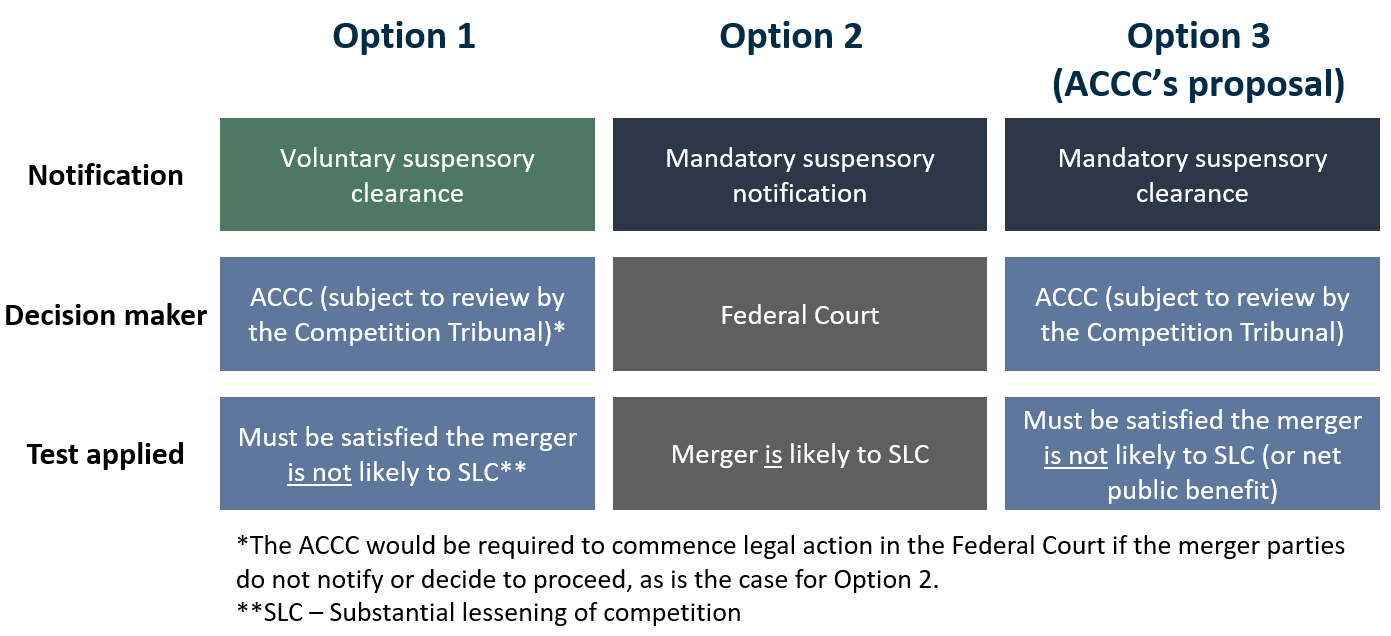 Option 1
Option 2
Option 3
(ACCC’s proposal)
Notification
Voluntary suspensory
clearance
Mandatory suspensory
notification
Mandatory suspensory
clearance
Decision maker
ACCC (subject to review by
the Competition Tribunal)*
Federal Court
ACCC (subject to review by
the Competition Tribunal)
Test applied
Must be satisfied the merger
is not likely to SLC**
Merger is likely to SLC
Must be satisfied the merger
is not likely to SLC (or net
public benefit)
*The ACCC would be required to commence legal action in the Federal Court if the merger parties
do not notify or decide to proceed, as is the case for Option 2.
**SLC – Substantial lessening of competition